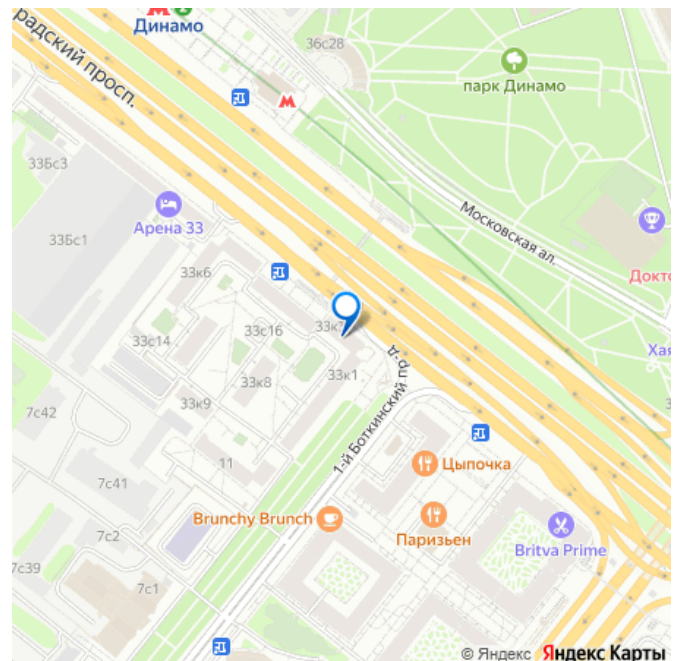 Динамо
радский просп.
36с28
парк Динамо
33Бс3
Арена 33
33Бс1
Московская ал.
Докто
33к6
33с14
33с16
33к
33к8
33к1
33к9
1-й Боткинский пр-д
Хая
3
7с42
11
7с41
Цыпочка
Brunchy Brunch
Паризьен
Britva Prime
7с2
7с39
7с1
© Яндекс Яндекс Карты